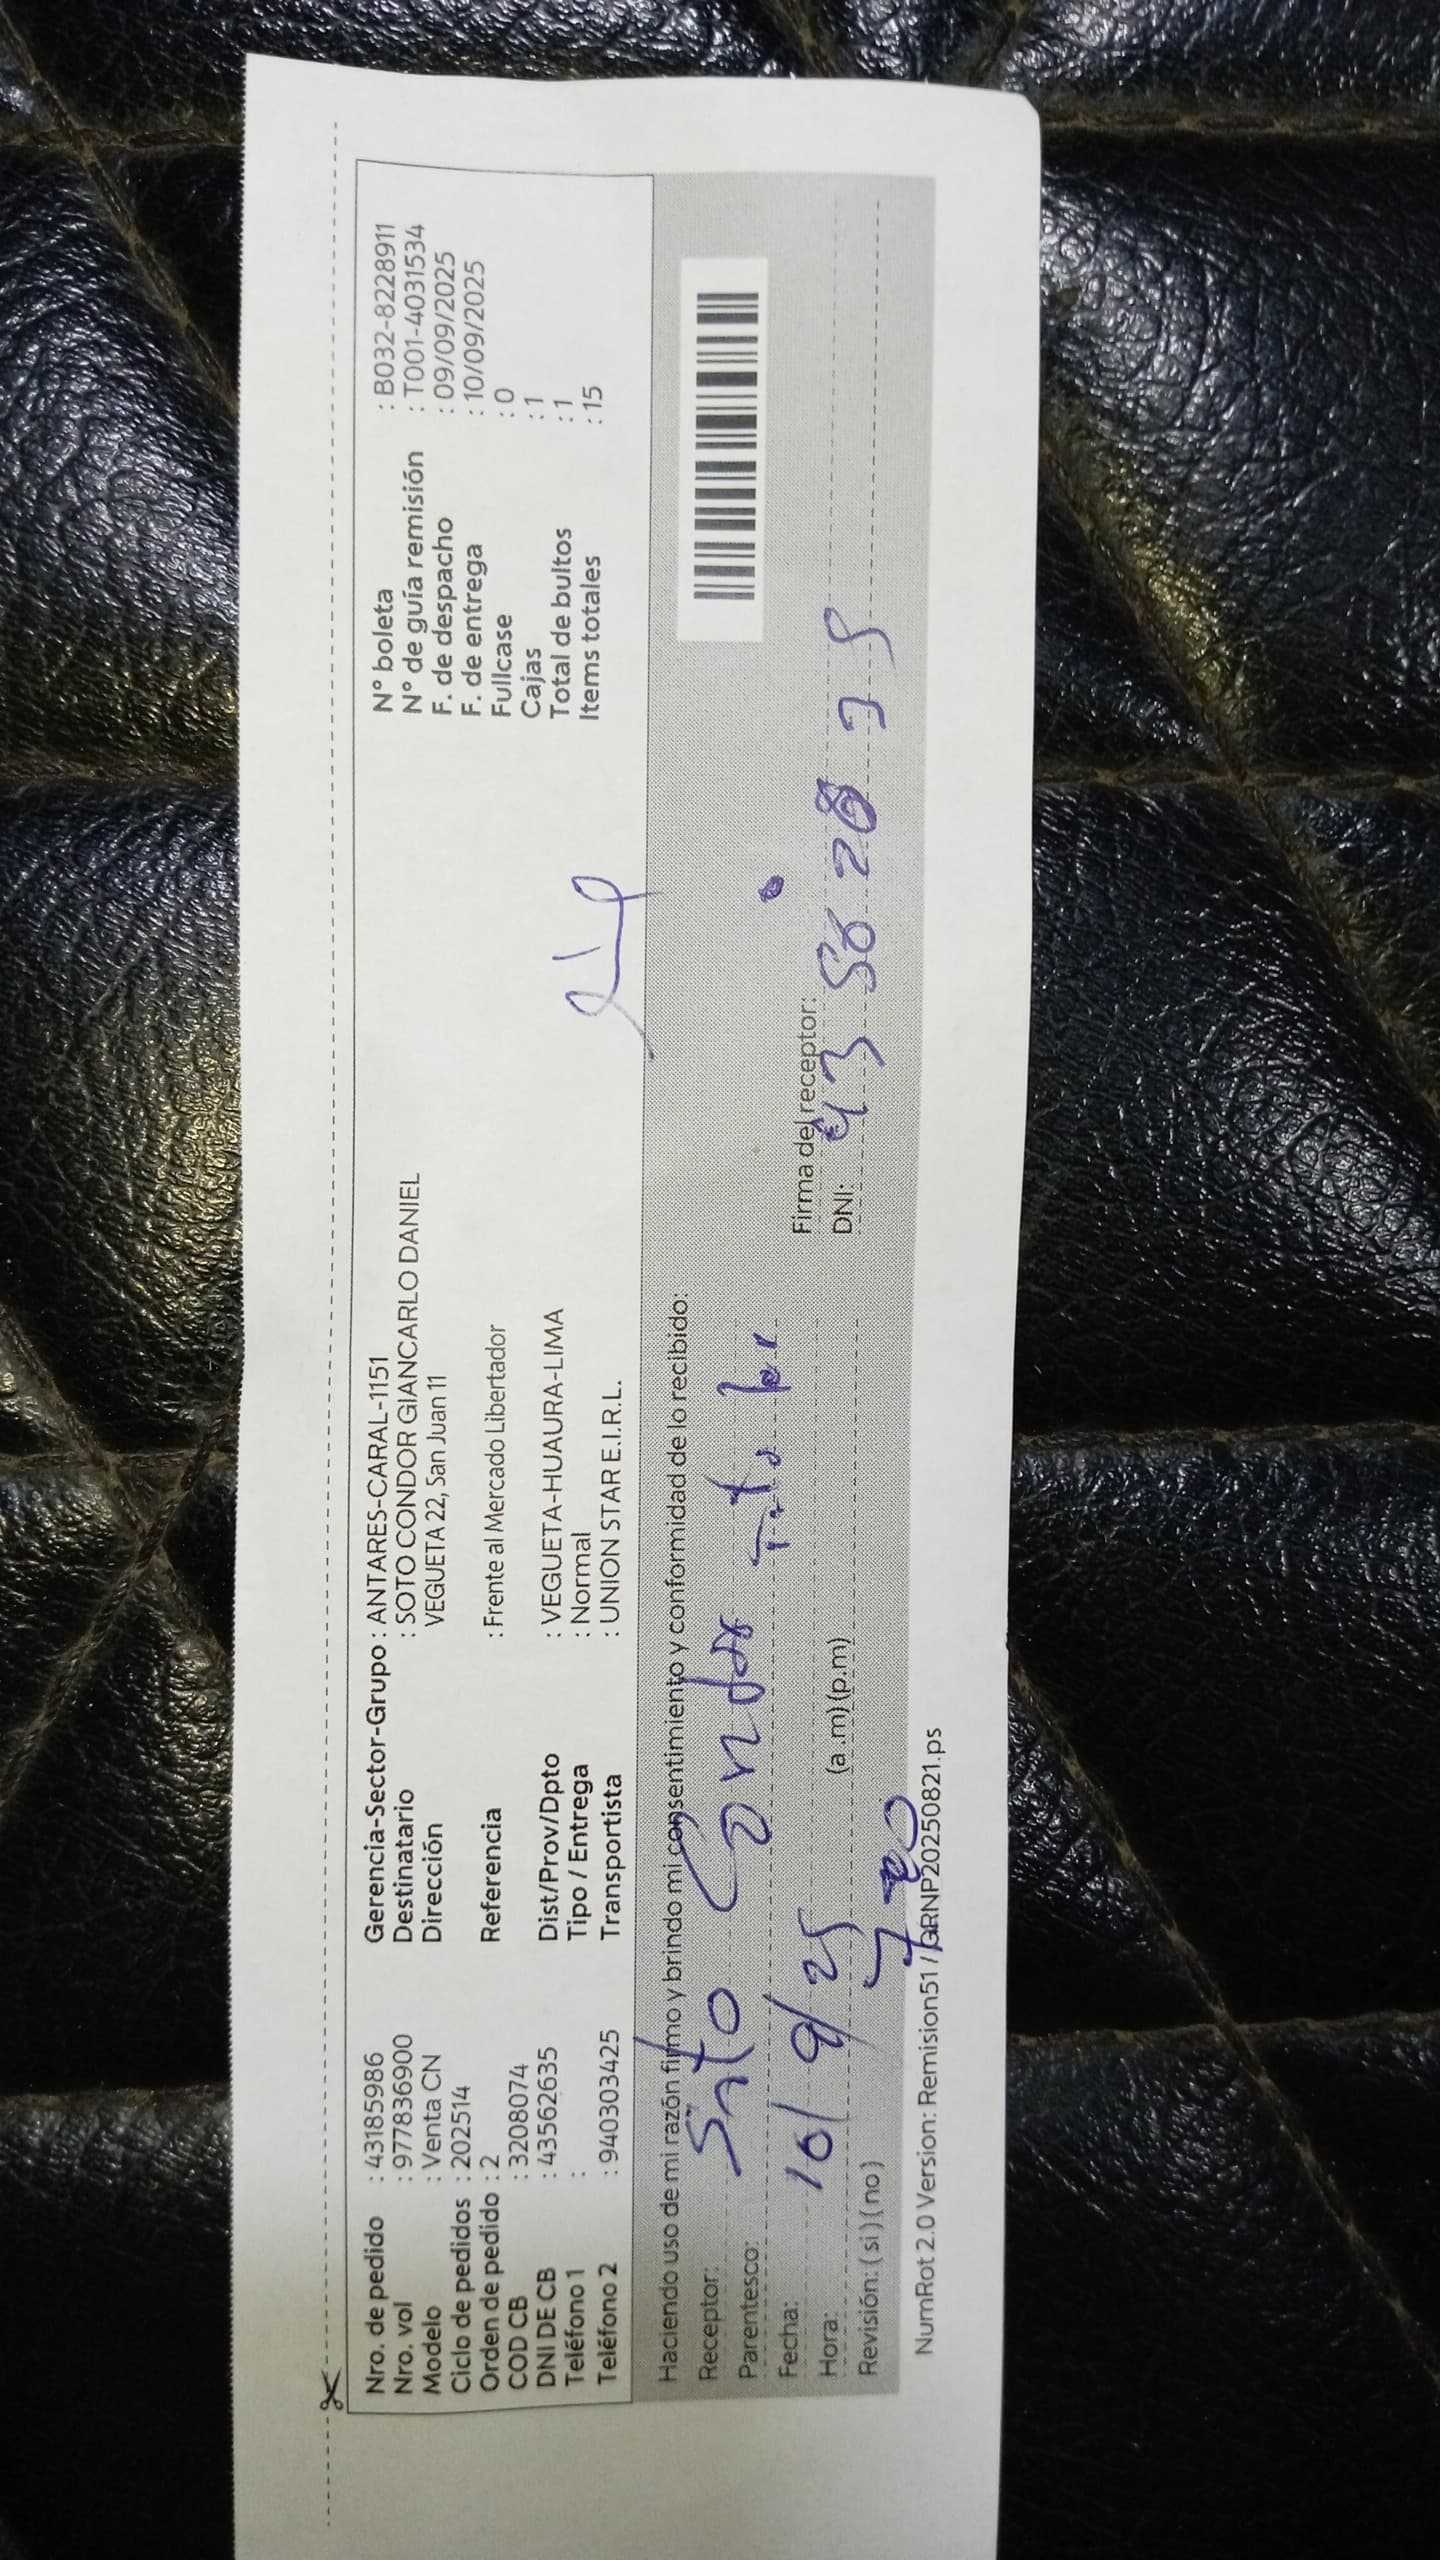 Nro. de pedido : 43185986
Nro. vol : 977836900
Modelo : Venta CN
Ciclo de pedidos : 202514
Orden de pedido : 2
COD CB : 3208074
DNI DE CB : 43562635
Teléfono 1 :
Teléfono 2 : 940303425
Gerencia-Sector-Grupo : ANTARES-CARAL-1151
Destinatario : SOTO CONDOR GIANCARLO DANIEL
Dirección VEGUETA 22, San Juan 11
Referencia : Frente al Mercado Libertador
Dist/Prov/Dpto : VEGUETA-HUAURA-LIMA
Tipo / Entrega : Normal
Transportista : UNION STAR E.I.R.L.
N° boleta : B032-82228911
N° de guía remisión : T001-4031534
F. de despacho : 09/09/2025
F. de entrega : 10/09/2025
Fullcase : 0
Cajas : 1
Total de bultos : 1
Items totales : 15
Haciendo uso de mi razón firmo y brindo mi consentimiento y conformidad de lo recibido:
Receptor: Soto Condor
Parentesco: Titular
Fecha: 10/9/25
Hora: (a .m) (p.m)
Revisión: ( si ) ( no )
Firma del receptor:
DNI:
NumRot 2.0 Version: Remision51 / GRNP20250821.ps